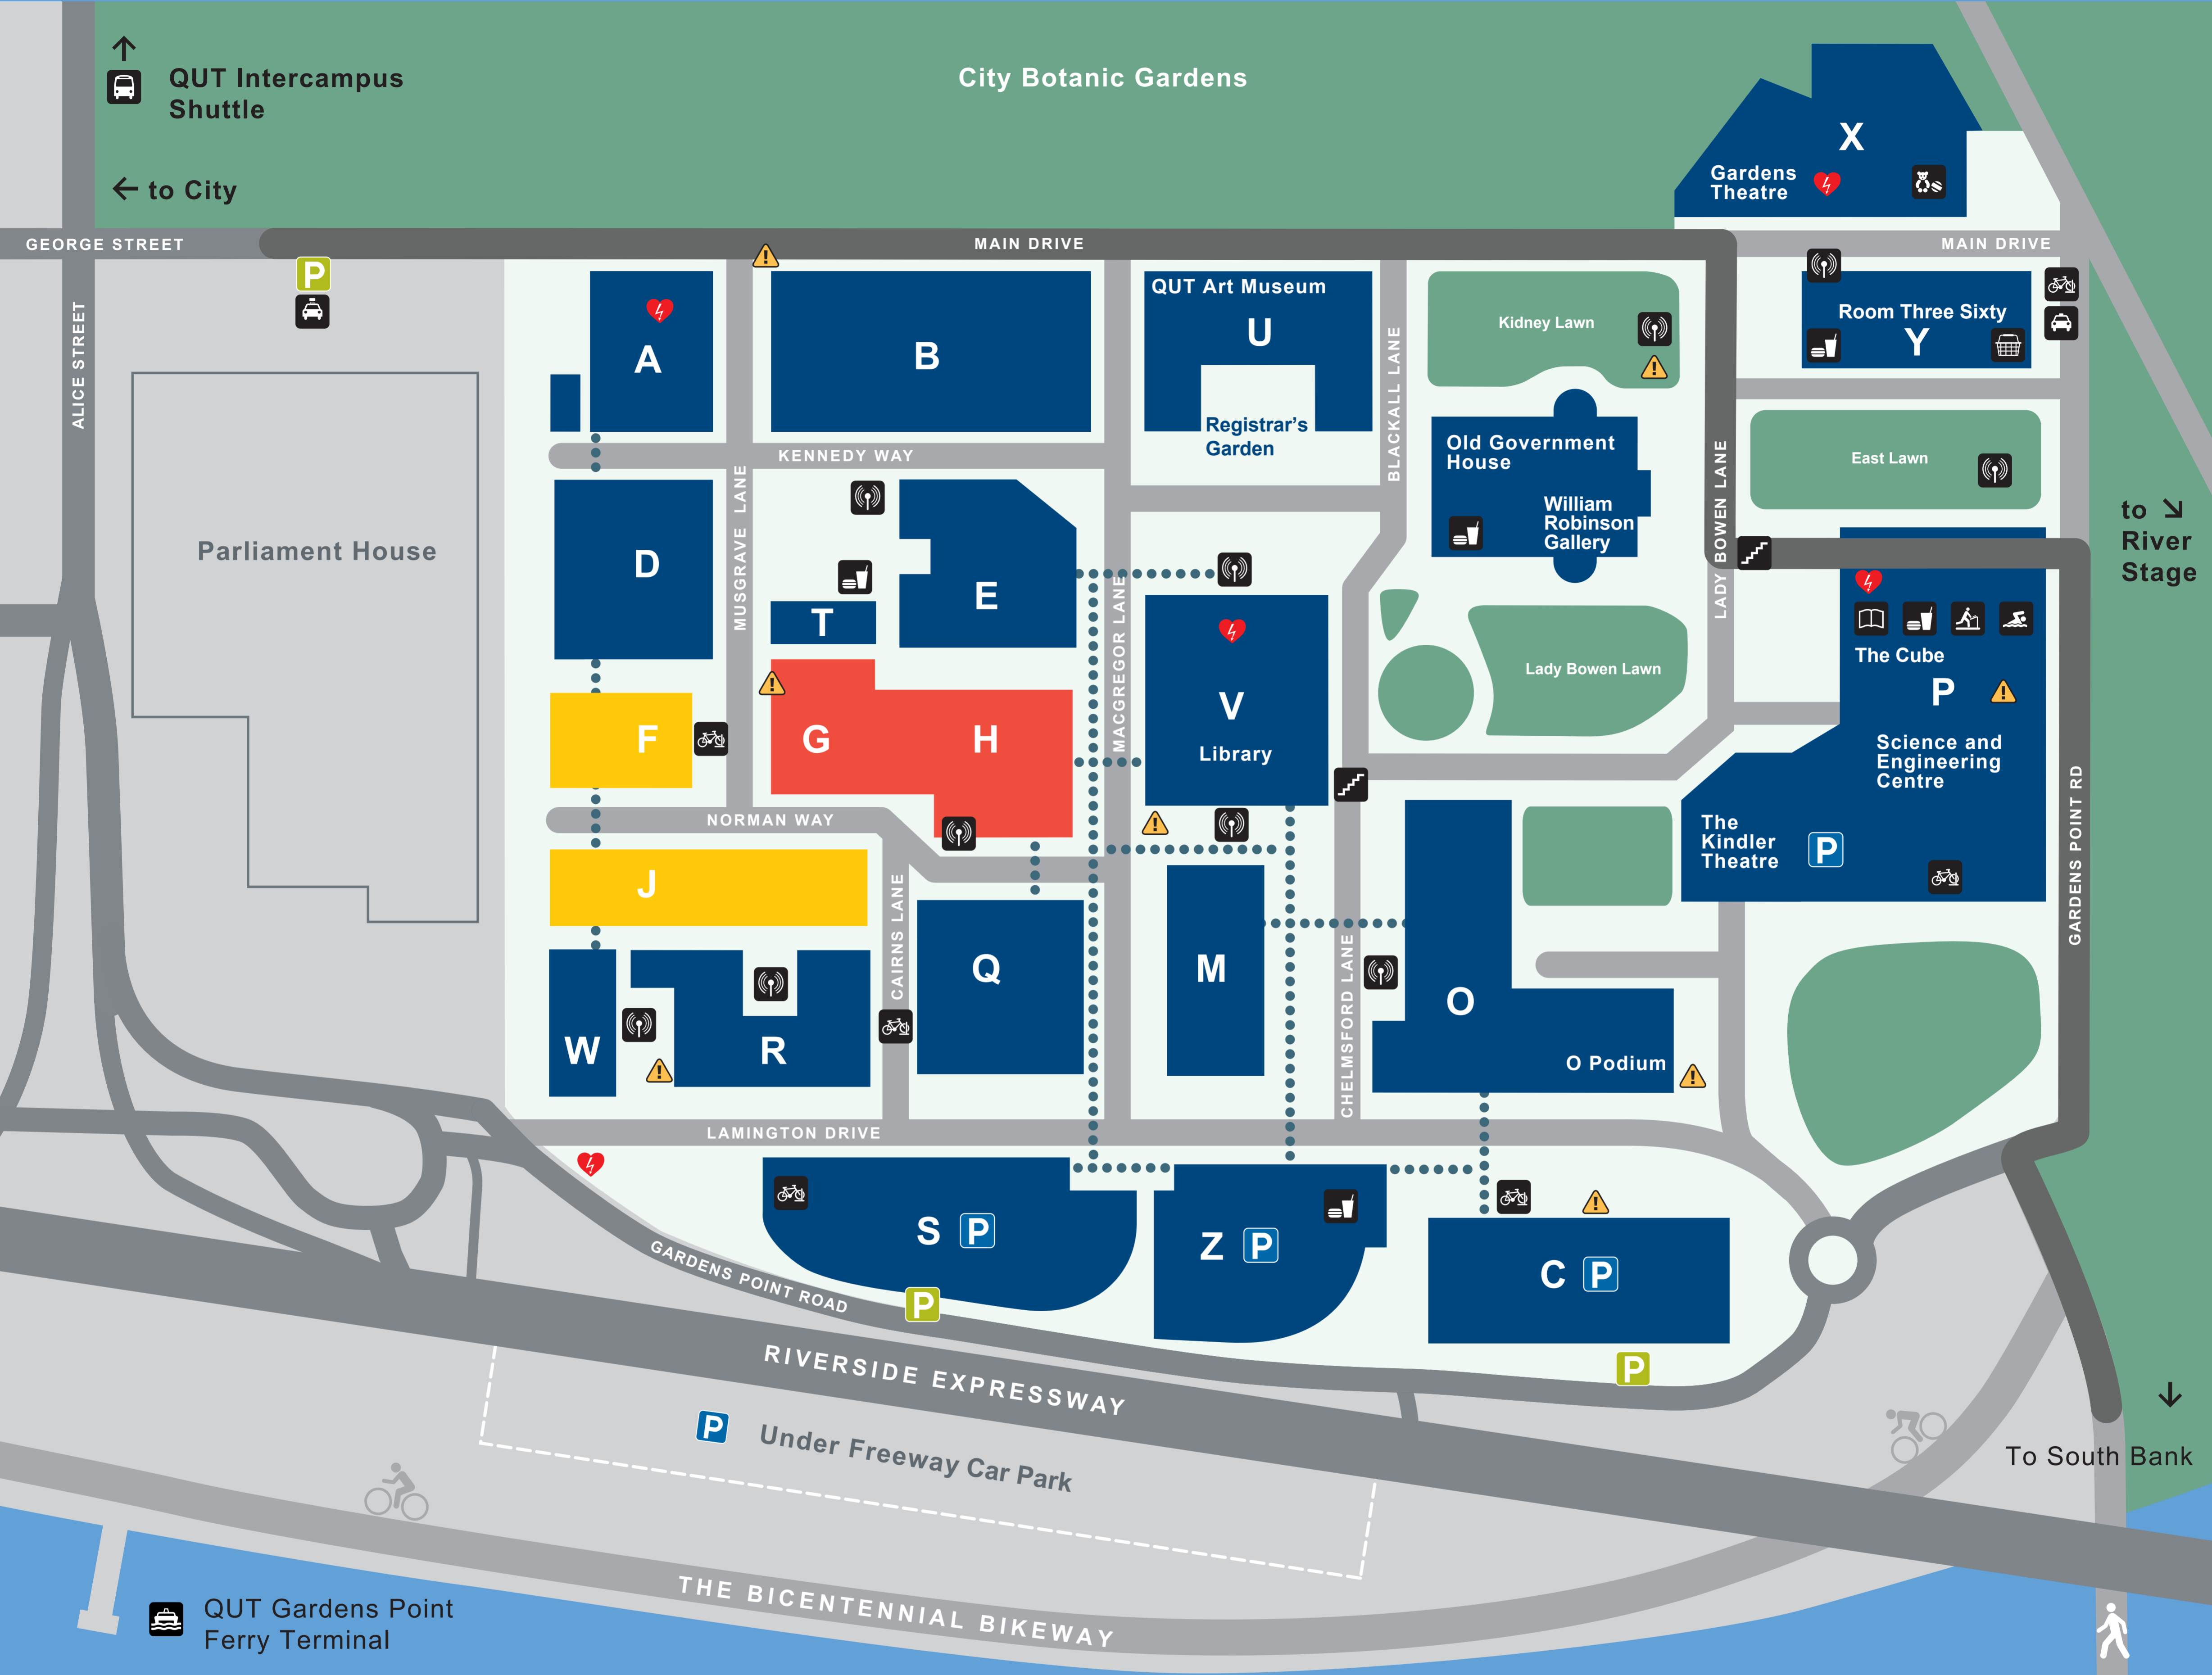 QUT Intercampus
Shuttle
to City
City Botanic Gardens
X
Gardens
Theatre
GEORGE STREET
MAIN DRIVE
MAIN DRIVE
P
ALICE STREET
A
B
QUT Art Museum
U
Registrar's
Garden
BLACKALL LANE
Kidney Lawn
Room Three Sixty
Y
KENNEDY WAY
Old Government
House
William
Robinson
Gallery
LADY BOWEN LANE
East Lawn
to
River
Stage
Parliament House
D
MUSGRAVE LANE
T
E
MACGREGOR LANE
V
Library
Lady Bowen Lawn
The Cube
P
Science and
Engineering
Centre
The
Kindler
Theatre
P
GARDENS POINT RD
F
G
H
NORMAN WAY
J
CAIRNS LANE
W
R
Q
M
CHELMSFORD LANE
O
O Podium
LAMINGTON DRIVE
S
P
Z
P
C
P
GARDENS POINT ROAD
P
P
RIVERSIDE EXPRESSWAY
P
Under Freeway Car Park
To South Bank
THE BICENTENNIAL BIKEWAY
QUT Gardens Point
Ferry Terminal